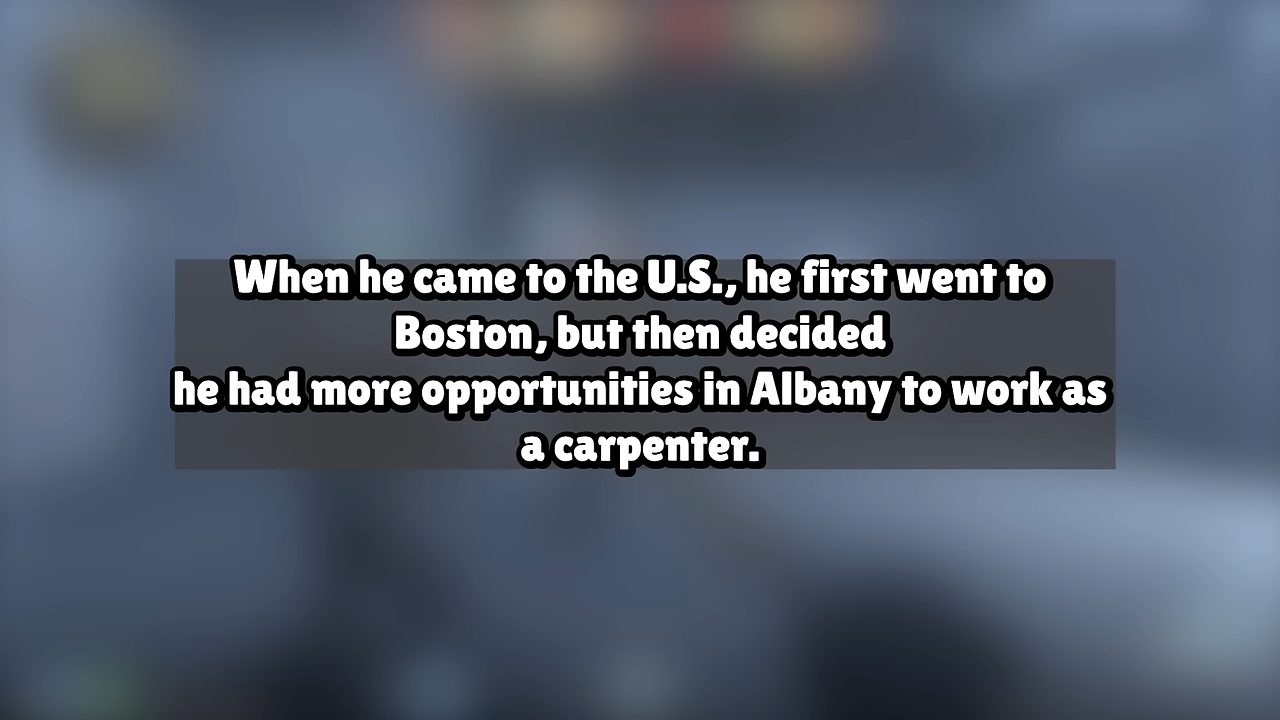 When he came to the U.S., he first went to
Boston, but then decided
he had more opportunities in Albany to work as
a carpenter.